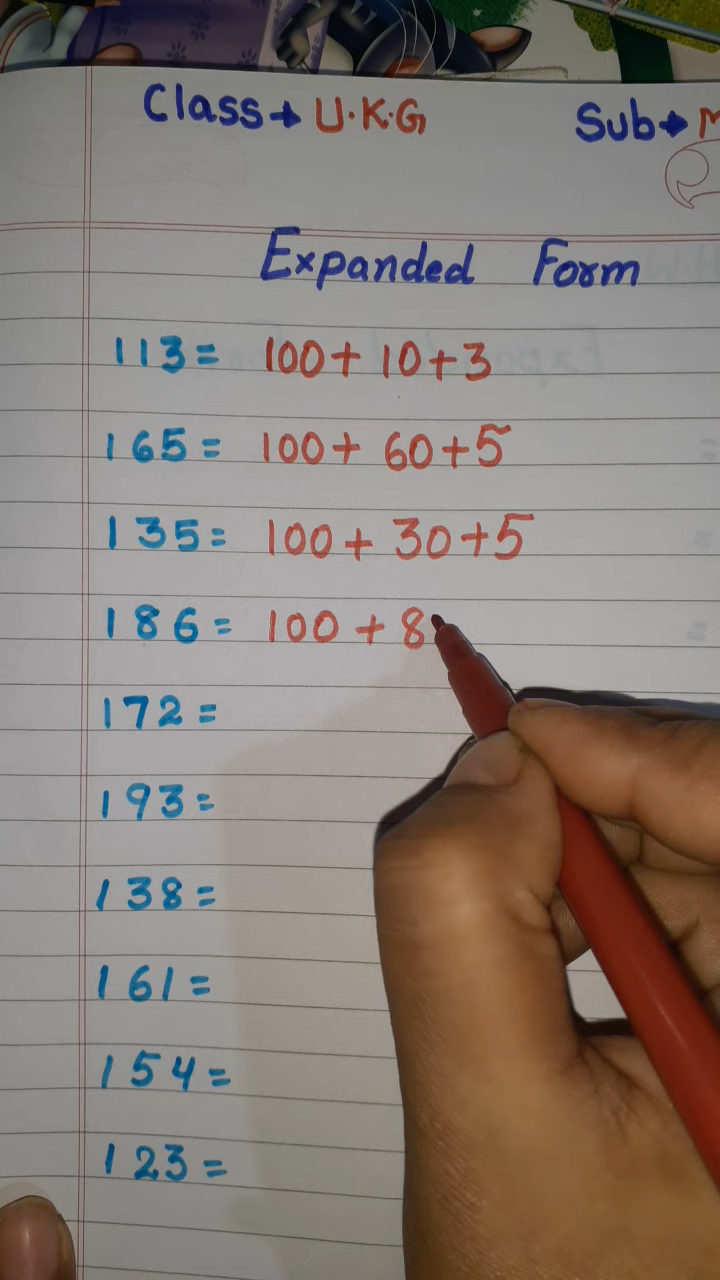 Class→ U.K.G Sub→ M
Expanded Form
113= 100+ 10+3
165= 100+ 60+5
135= 100+ 30+5
186= 100 + 8
172=
193=
138=
161=
154=
123=